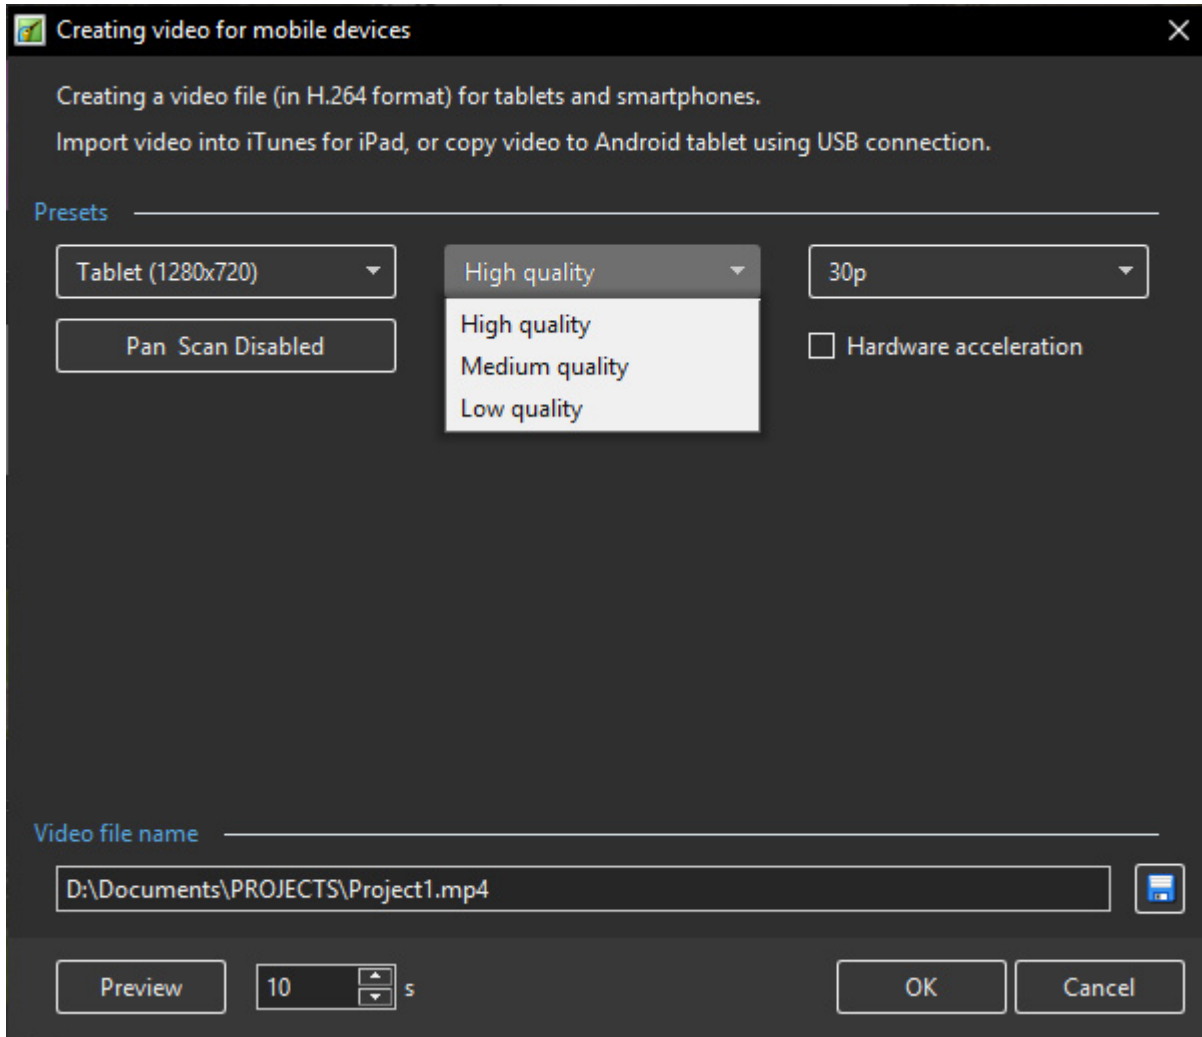 Creating video for mobile devices
Creating a video file (in H.264 format) for tablets and smartphones.
Import video into iTunes for iPad, or copy video to Android tablet using USB connection.
Presets
Tablet (1280x720)
High quality
30p
Pan  Scan Disabled
High quality
Medium quality
Low quality
Hardware acceleration
Video file name
D:\Documents\PROJECTS\Project1.mp4
Preview
10
s
OK
Cancel